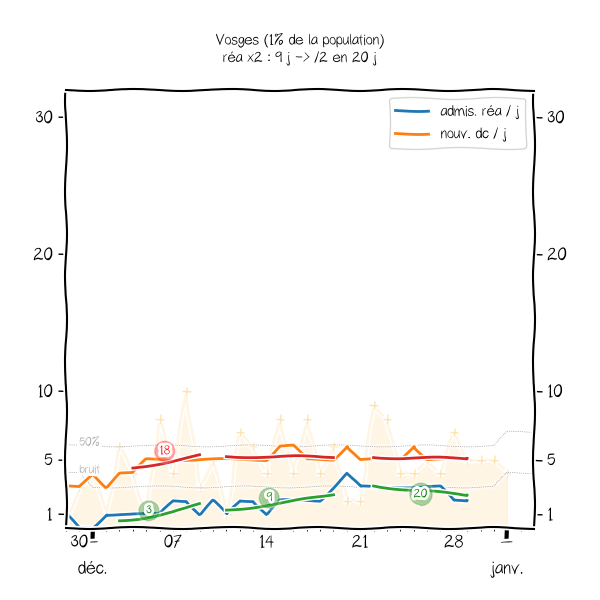 Vosges (1% de la population)
réa x2 : 9 j -> /2 en 20 j
admis. réa / j
nouv. dc / j
30 30
20 20
10 10
50%
18
5 5
bruit
3 9 20
1 1
30 07 14 21 28
déc. janv.